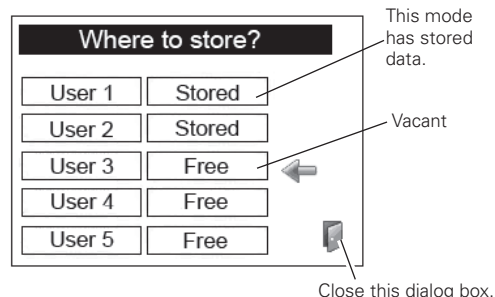 Where to store?
This mode
has stored
data.
User 1 Stored
User 2 Stored
Vacant
User 3 Free
User 4 Free
User 5 Free
Close this dialog box.